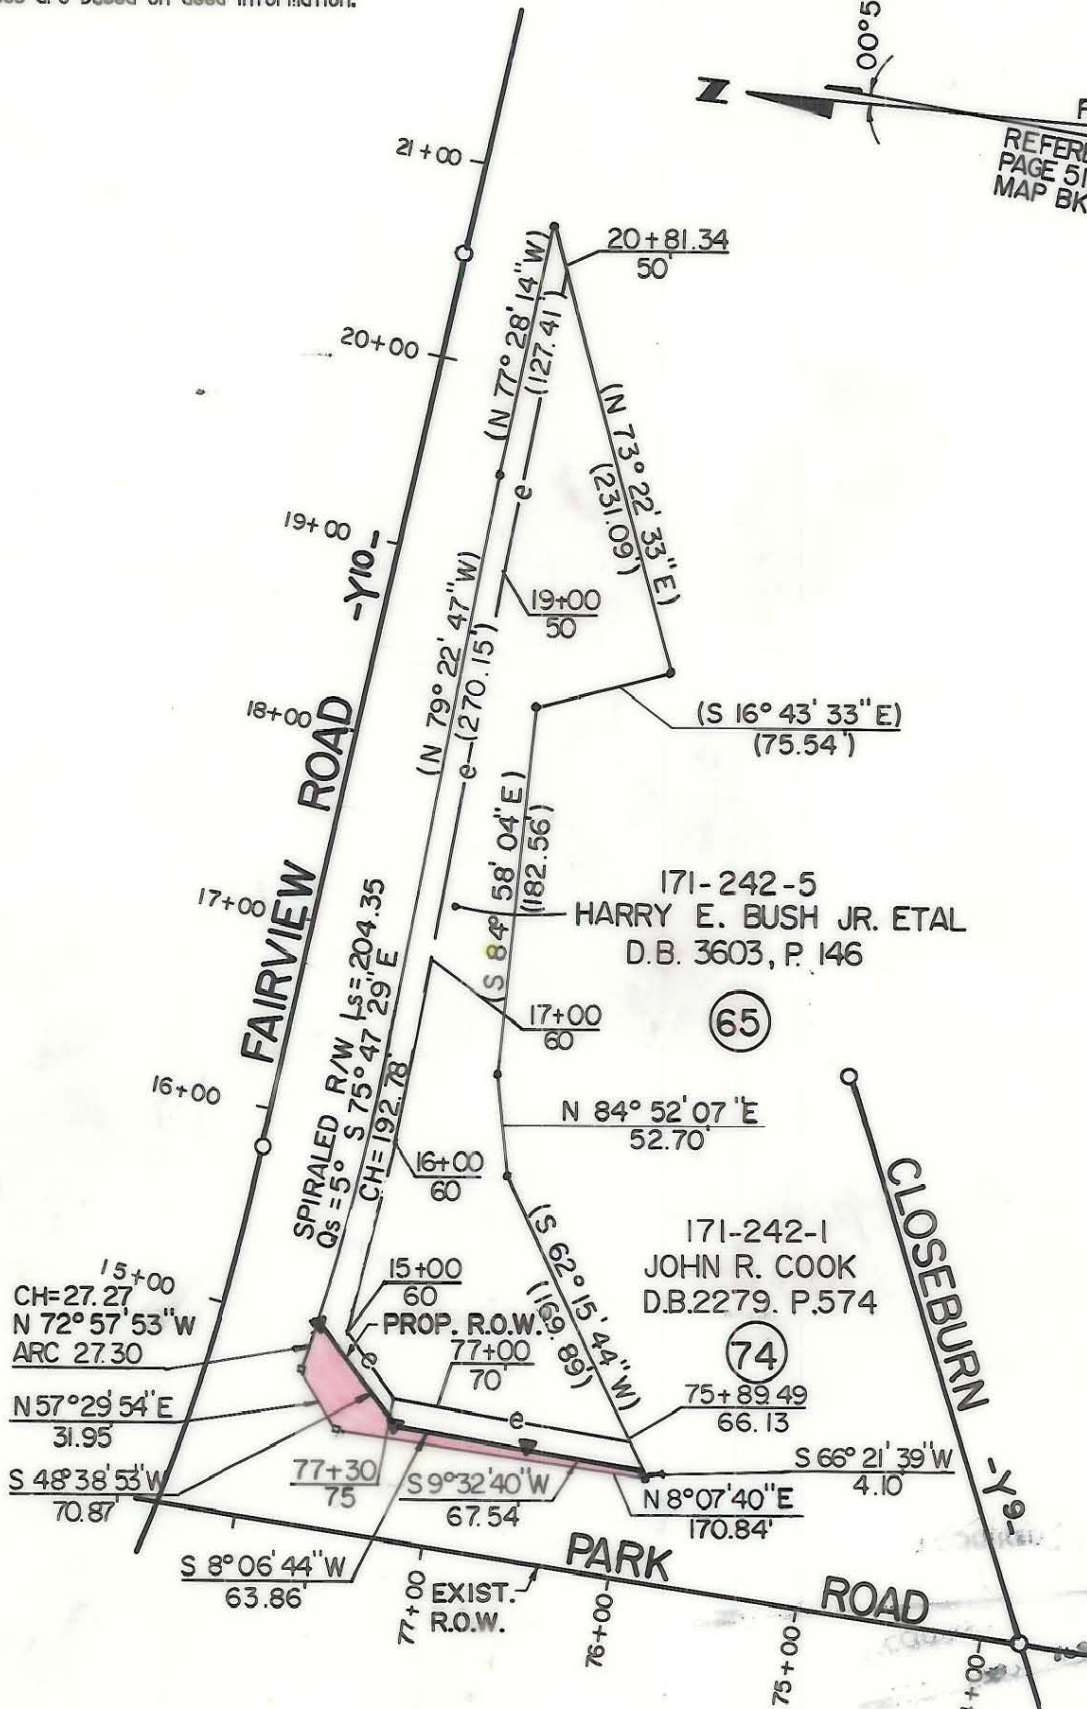 are based on deed information.
Z
00°5
REFER
PAGE 51
MAP BK
21+00
20+81.34
50'
(N 77° 28' 14"W)
(127.41')
20+00
(N 73° 22' 33"E)
(231.09')
19+00
-Y10-
19+00
50
(N 79° 22' 47"W)
e-(270.15')
e
18+00
(S 16° 43' 33"E)
(75.54')
FAIRVIEW ROAD
(S 84° 58' 04"E)
(182.56')
171-242-5
HARRY E. BUSH JR. ETAL
D.B. 3603, P. 146
65
17+00
17+00
60
16+00
SPIRALED R/W Ls=204.35
Qs=5° S 75° 47' 29" E
CH=192.78'
N 84° 52' 07"E
52.70'
16+00
60
CLOSEBURN
-Y9-
(S 62° 15' 44"W)
(169.89')
171-242-1
JOHN R. COOK
D.B.2279. P.574
74
15+00
CH=27.27'
N 72° 57' 53"W
ARC 27.30
15+00
60
PROP. R.O.W.
e
77+00
70'
75+89.49
66.13
e
N 57° 29' 54"E
31.95'
S 48° 38' 53"W
70.87'
77+30
75
S 9° 32' 40"W
67.54'
S 66° 21' 39"W
4.10'
N 8° 07' 40"E
170.84'
S 8° 06' 44"W
63.86'
EXIST.
R.O.W.
PARK ROAD
77+00
76+00
75+00
+00